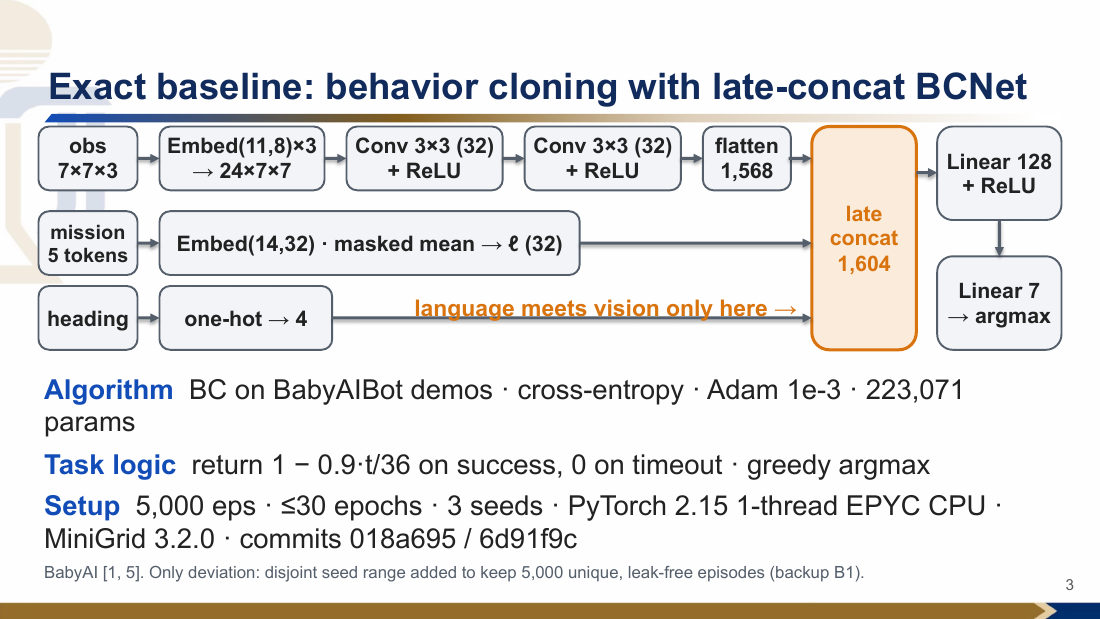 Exact baseline: behavior cloning with late-concat BCNet
obs
7×7×3
Embed(11,8)×3
→ 24×7×7
Conv 3×3 (32)
+ ReLU
Conv 3×3 (32)
+ ReLU
flatten
1,568
late
concat
1,604
Linear 128
+ ReLU
mission
5 tokens
Embed(14,32) · masked mean → ℓ (32)
Linear 7
→ argmax
heading
one-hot → 4
language meets vision only here →
Algorithm BC on BabyAIBot demos · cross-entropy · Adam 1e-3 · 223,071
params
Task logic return 1 − 0.9·t/36 on success, 0 on timeout · greedy argmax
Setup 5,000 eps · ≤30 epochs · 3 seeds · PyTorch 2.15 1-thread EPYC CPU ·
MiniGrid 3.2.0 · commits 018a695 / 6d91f9c
BabyAI [1, 5]. Only deviation: disjoint seed range added to keep 5,000 unique, leak-free episodes (backup B1).
3